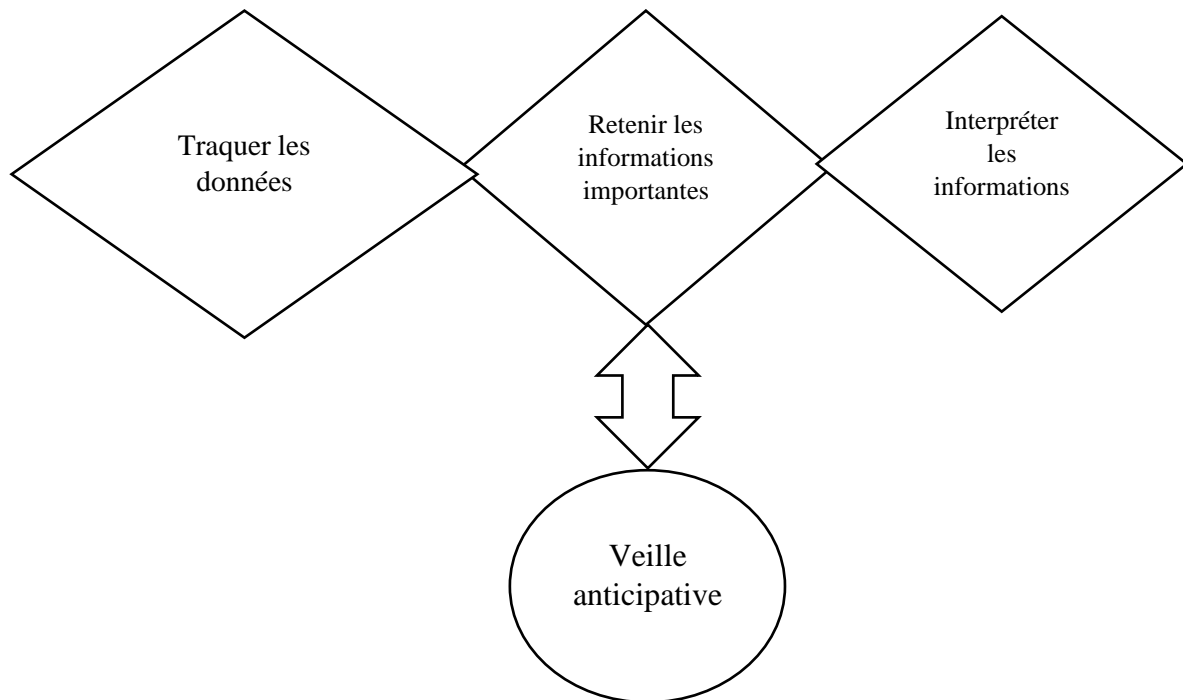 Traquer les
données
Retenir les
informations
importantes
Interpréter
les
informations
Veille
anticipative